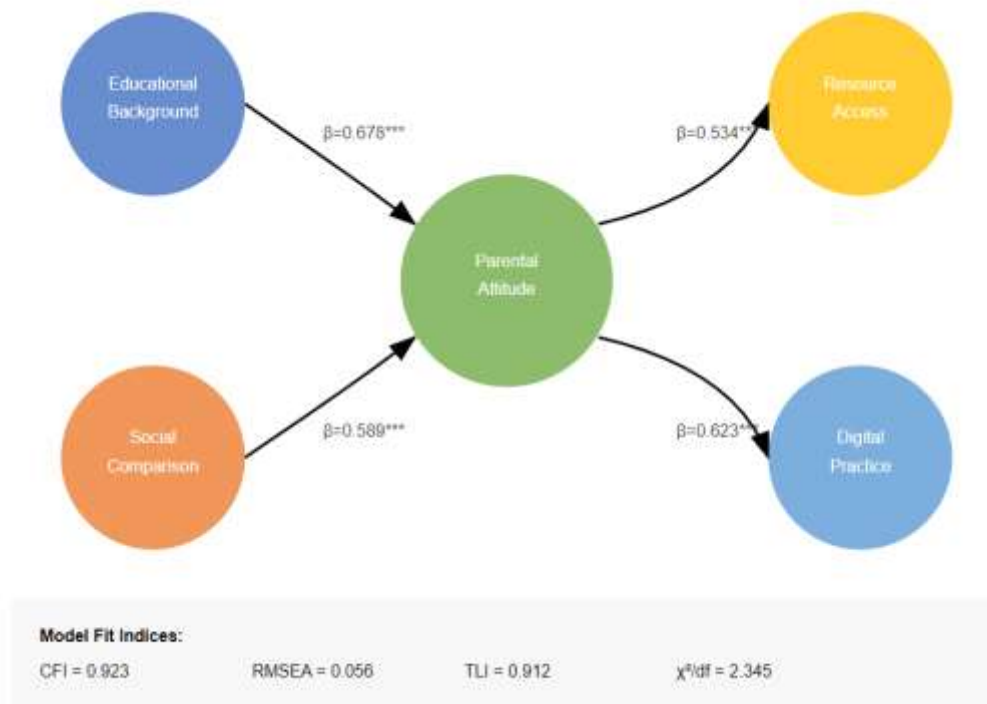 Educational
Background
Resource
Access
β=0.678***
β=0.534**
Parental
Attitude
β=0.589***
β=0.623**
Social
Comparison
Digital
Practice
Model Fit Indices:
CFI = 0.923
RMSEA = 0.056
TLI = 0.912
χ²/df = 2.345